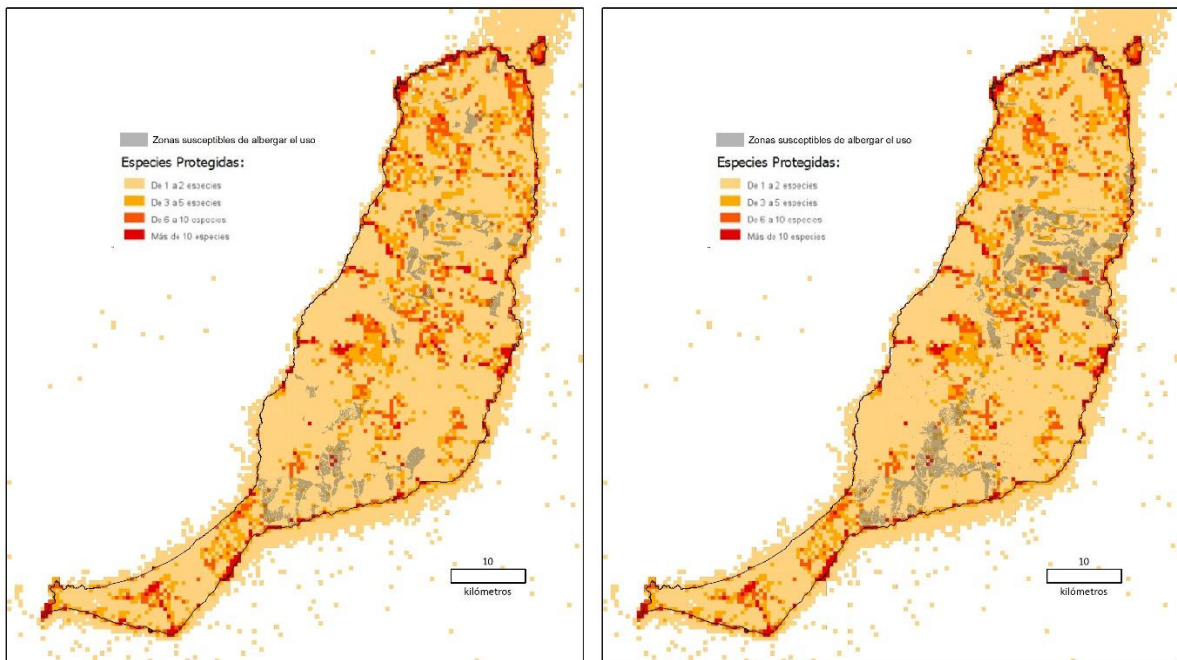 Zonas susceptibles de albergar el uso
Especies Protegidas:
De 1 a 2 especies
De 3 a 5 especies
De 6 a 10 especies
Más de 10 especies
10
kilómetros
Zonas susceptibles de albergar el uso
Especies Protegidas:
De 1 a 2 especies
De 3 a 5 especies
De 6 a 10 especies
Más de 10 especies
10
kilómetros